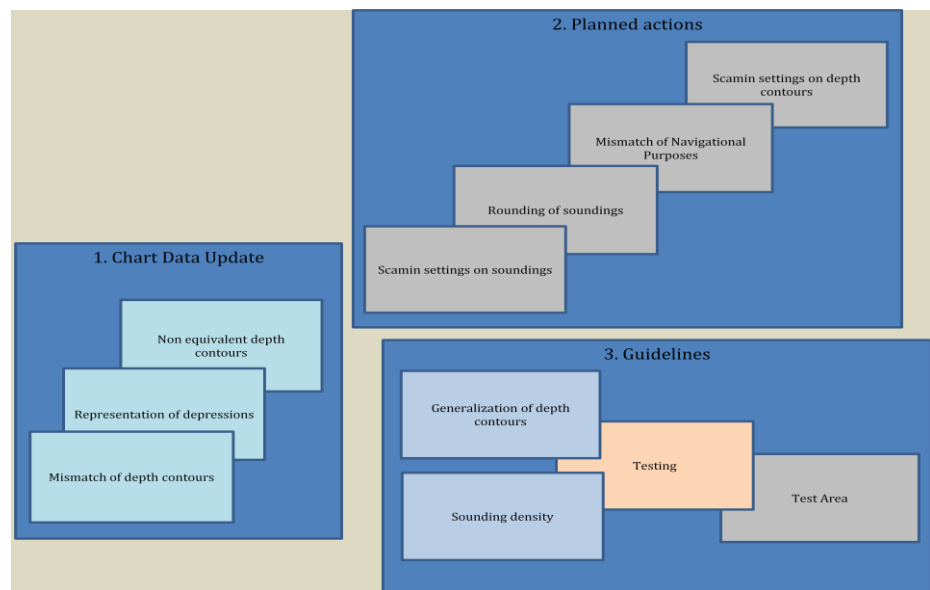 2. Planned actions
Scamin settings on depth
contours
Mismatch of Navigational
Purposes
Rounding of soundings
Scamin settings on soundings
1. Chart Data Update
Non equivalent depth
contours
Representation of depressions
Mismatch of depth contours
3. Guidelines
Generalization of depth
contours
Testing
Test Area
Sounding density